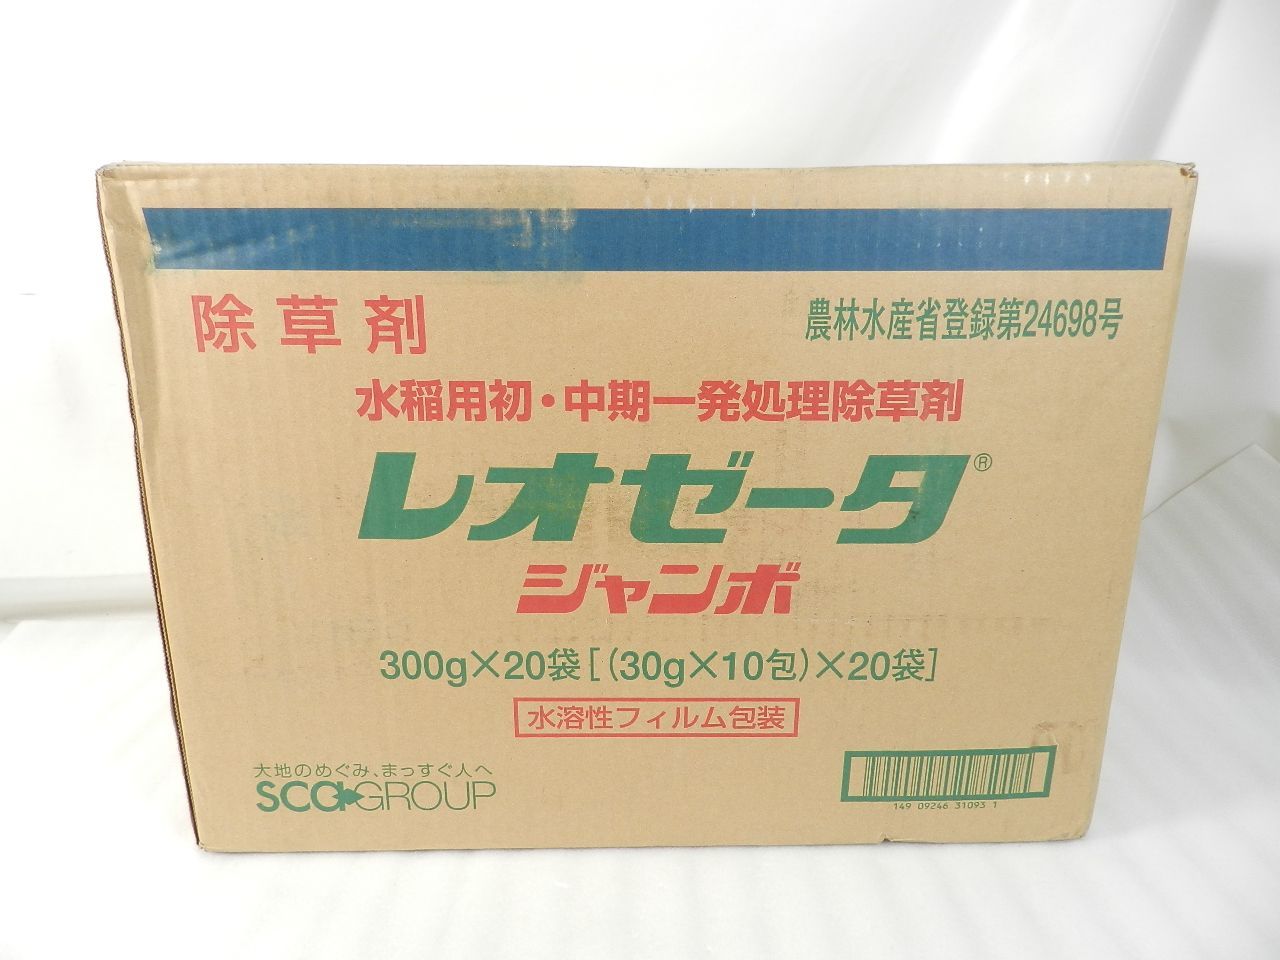 除草剤
農林水産省登録第24698号
水稲用初・中期一発処理除草剤
レオゼータ®
ジャンボ
300g×20袋[(30g×10包)×20袋]
水溶性フィルム包装
大地のめぐみ、まっすぐ人へ
SCC GROUP
149 09246 31093 1